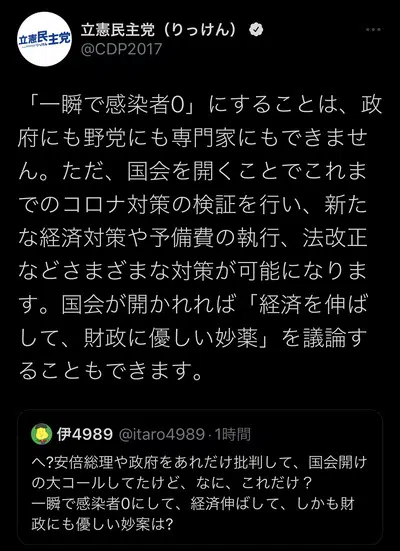 立憲民主党
立憲民主党（りっけん）
@CDP2017
「一瞬で感染者0」にすることは、政
府にも野党にも専門家にもできませ
ん。ただ、国会を開くことでこれま
でのコロナ対策の検証を行い、新た
な経済対策や予備費の執行、法改正
などさまざまな対策が可能になりま
す。国会が開かれれば「経済を伸ば
して、財政に優しい妙薬」を議論す
ることもできます。
伊4989 @itaro4989·1時間
へ?安倍総理や政府をあれだけ批判して、国会開け
の大コールしてたけど、なに、これだけ？
一瞬で感染者0にして、経済伸ばして、しかも財
政にも優しい妙案は?